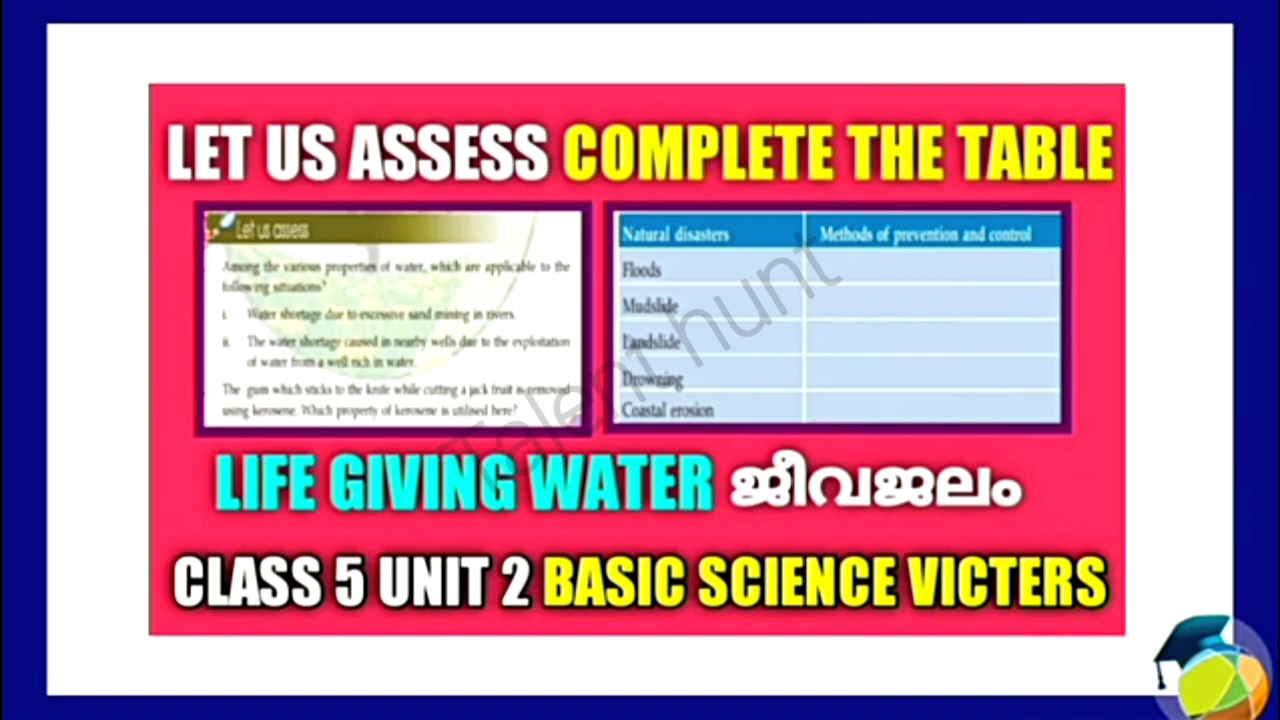 LET US ASSESS COMPLETE THE TABLE
Let us assess
Among the various properties of water, which are applicable to the
following situations?
i. Water shortage due to excessive sand mining in rivers.
ii. The water shortage caused in nearby wells due to the exploitation
of water from a well rich in water.
The gum which sticks to the knife while cutting a jack fruit is removed
using kerosene. Which property of kerosene is utilised here?
Natural disasters Methods of prevention and control
Floods
Mudslide
Landslide
Drowning
Coastal erosion
Talent hunt
LIFE GIVING WATER ജീവജലം
CLASS 5 UNIT 2 BASIC SCIENCE VICTERS